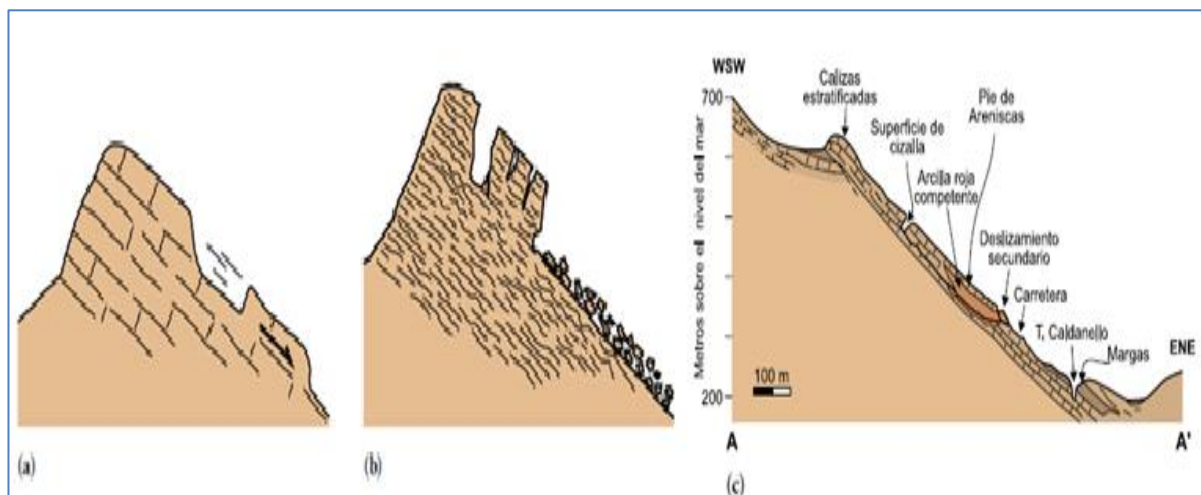 (a)
(b)
WSW
700
Calizas
estratificadas
Pie de
Areniscas
Superficie de
cizalla
Arcilla roja
competente
Deslizamiento
secundario
Carretera
T, Caldanello
Margas
ENE
Metros sobre el nivel del mar
100 m
200
A
A'
(c)